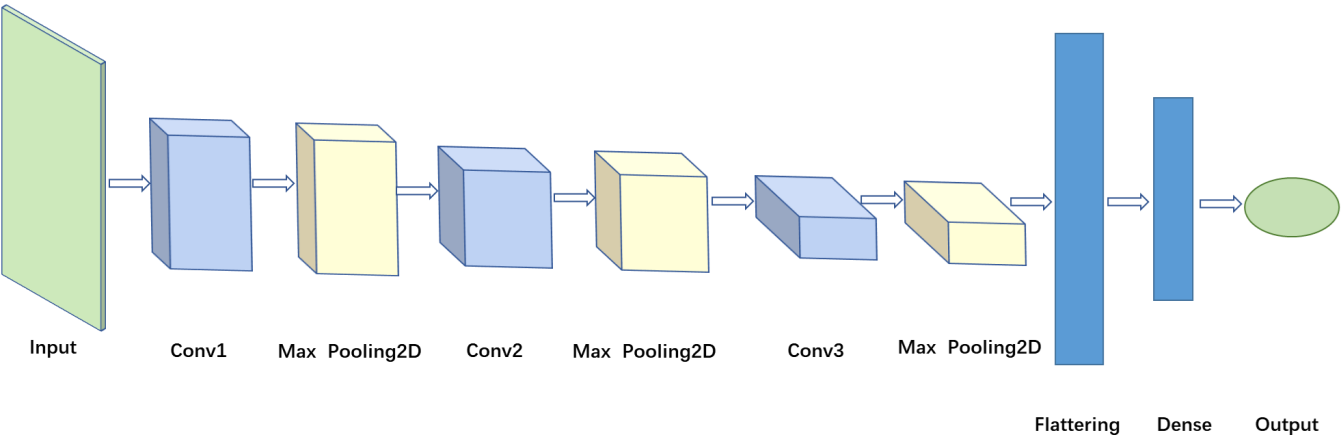 Input
Conv1
Max Pooling2D
Conv2
Max Pooling2D
Conv3
Max Pooling2D
Flattering
Dense
Output